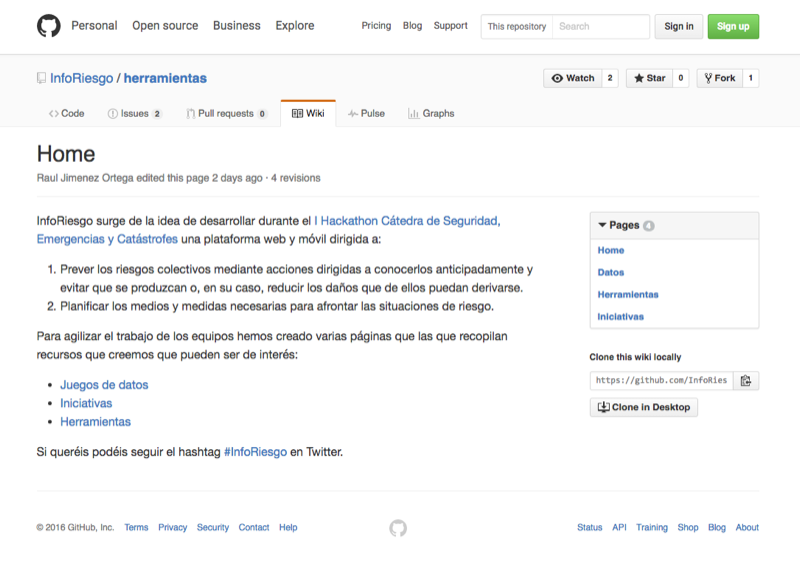 Personal Open source Business Explore Pricing Blog Support This repository Search Sign in Sign up
InfoRiesgo / herramientas Watch 2 Star 0 Fork 1
Code Issues 2 Pull requests 0 Wiki Pulse Graphs
Home
Raul Jimenez Ortega edited this page 2 days ago · 4 revisions
InfoRiesgo surge de la idea de desarrollar durante el I Hackathon Cátedra de Seguridad,
Emergencias y Catástrofes una plataforma web y móvil dirigida a:
1. Prever los riesgos colectivos mediante acciones dirigidas a conocerlos anticipadamente y
evitar que se produzcan o, en su caso, reducir los daños que de ellos puedan derivarse.
2. Planificar los medios y medidas necesarias para afrontar las situaciones de riesgo.
Para agilizar el trabajo de los equipos hemos creado varias páginas que las que recopilan
recursos que creemos que pueden ser de interés:
• Juegos de datos
• Iniciativas
• Herramientas
Si queréis podéis seguir el hashtag #InfoRiesgo en Twitter.
Pages 4
Home
Datos
Herramientas
Iniciativas
Clone this wiki locally
https://github.com/InfoRies
Clone in Desktop
© 2016 GitHub, Inc. Terms Privacy Security Contact Help Status API Training Shop Blog About